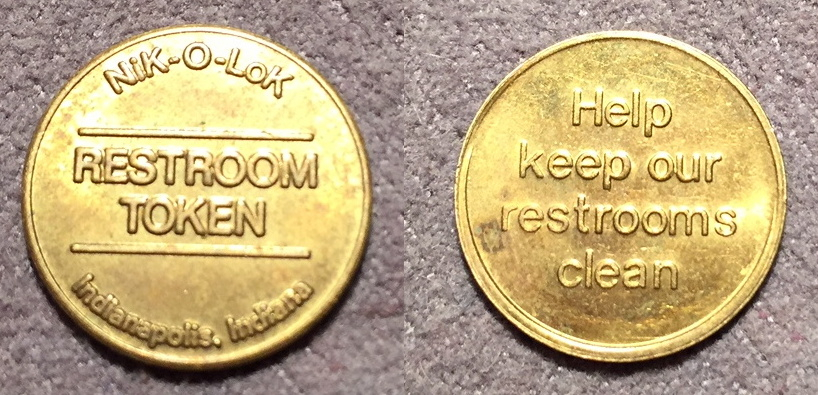 NiK-O-LoK
RESTROOM
TOKEN
Indianapolis, Indiana
Help
keep our
restrooms
clean